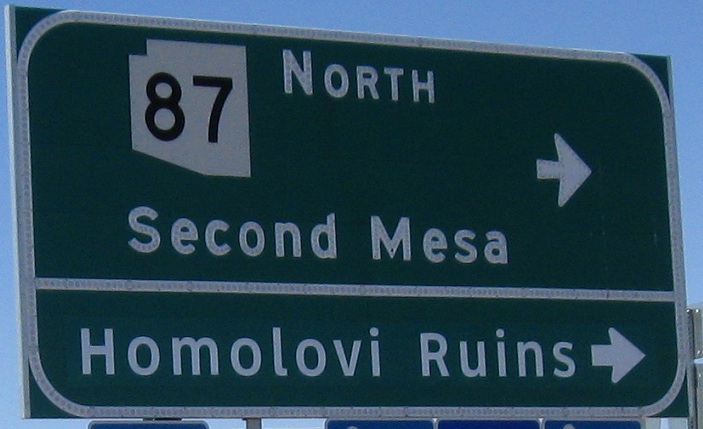 87 NORTH
Second Mesa
Homolovi Ruins